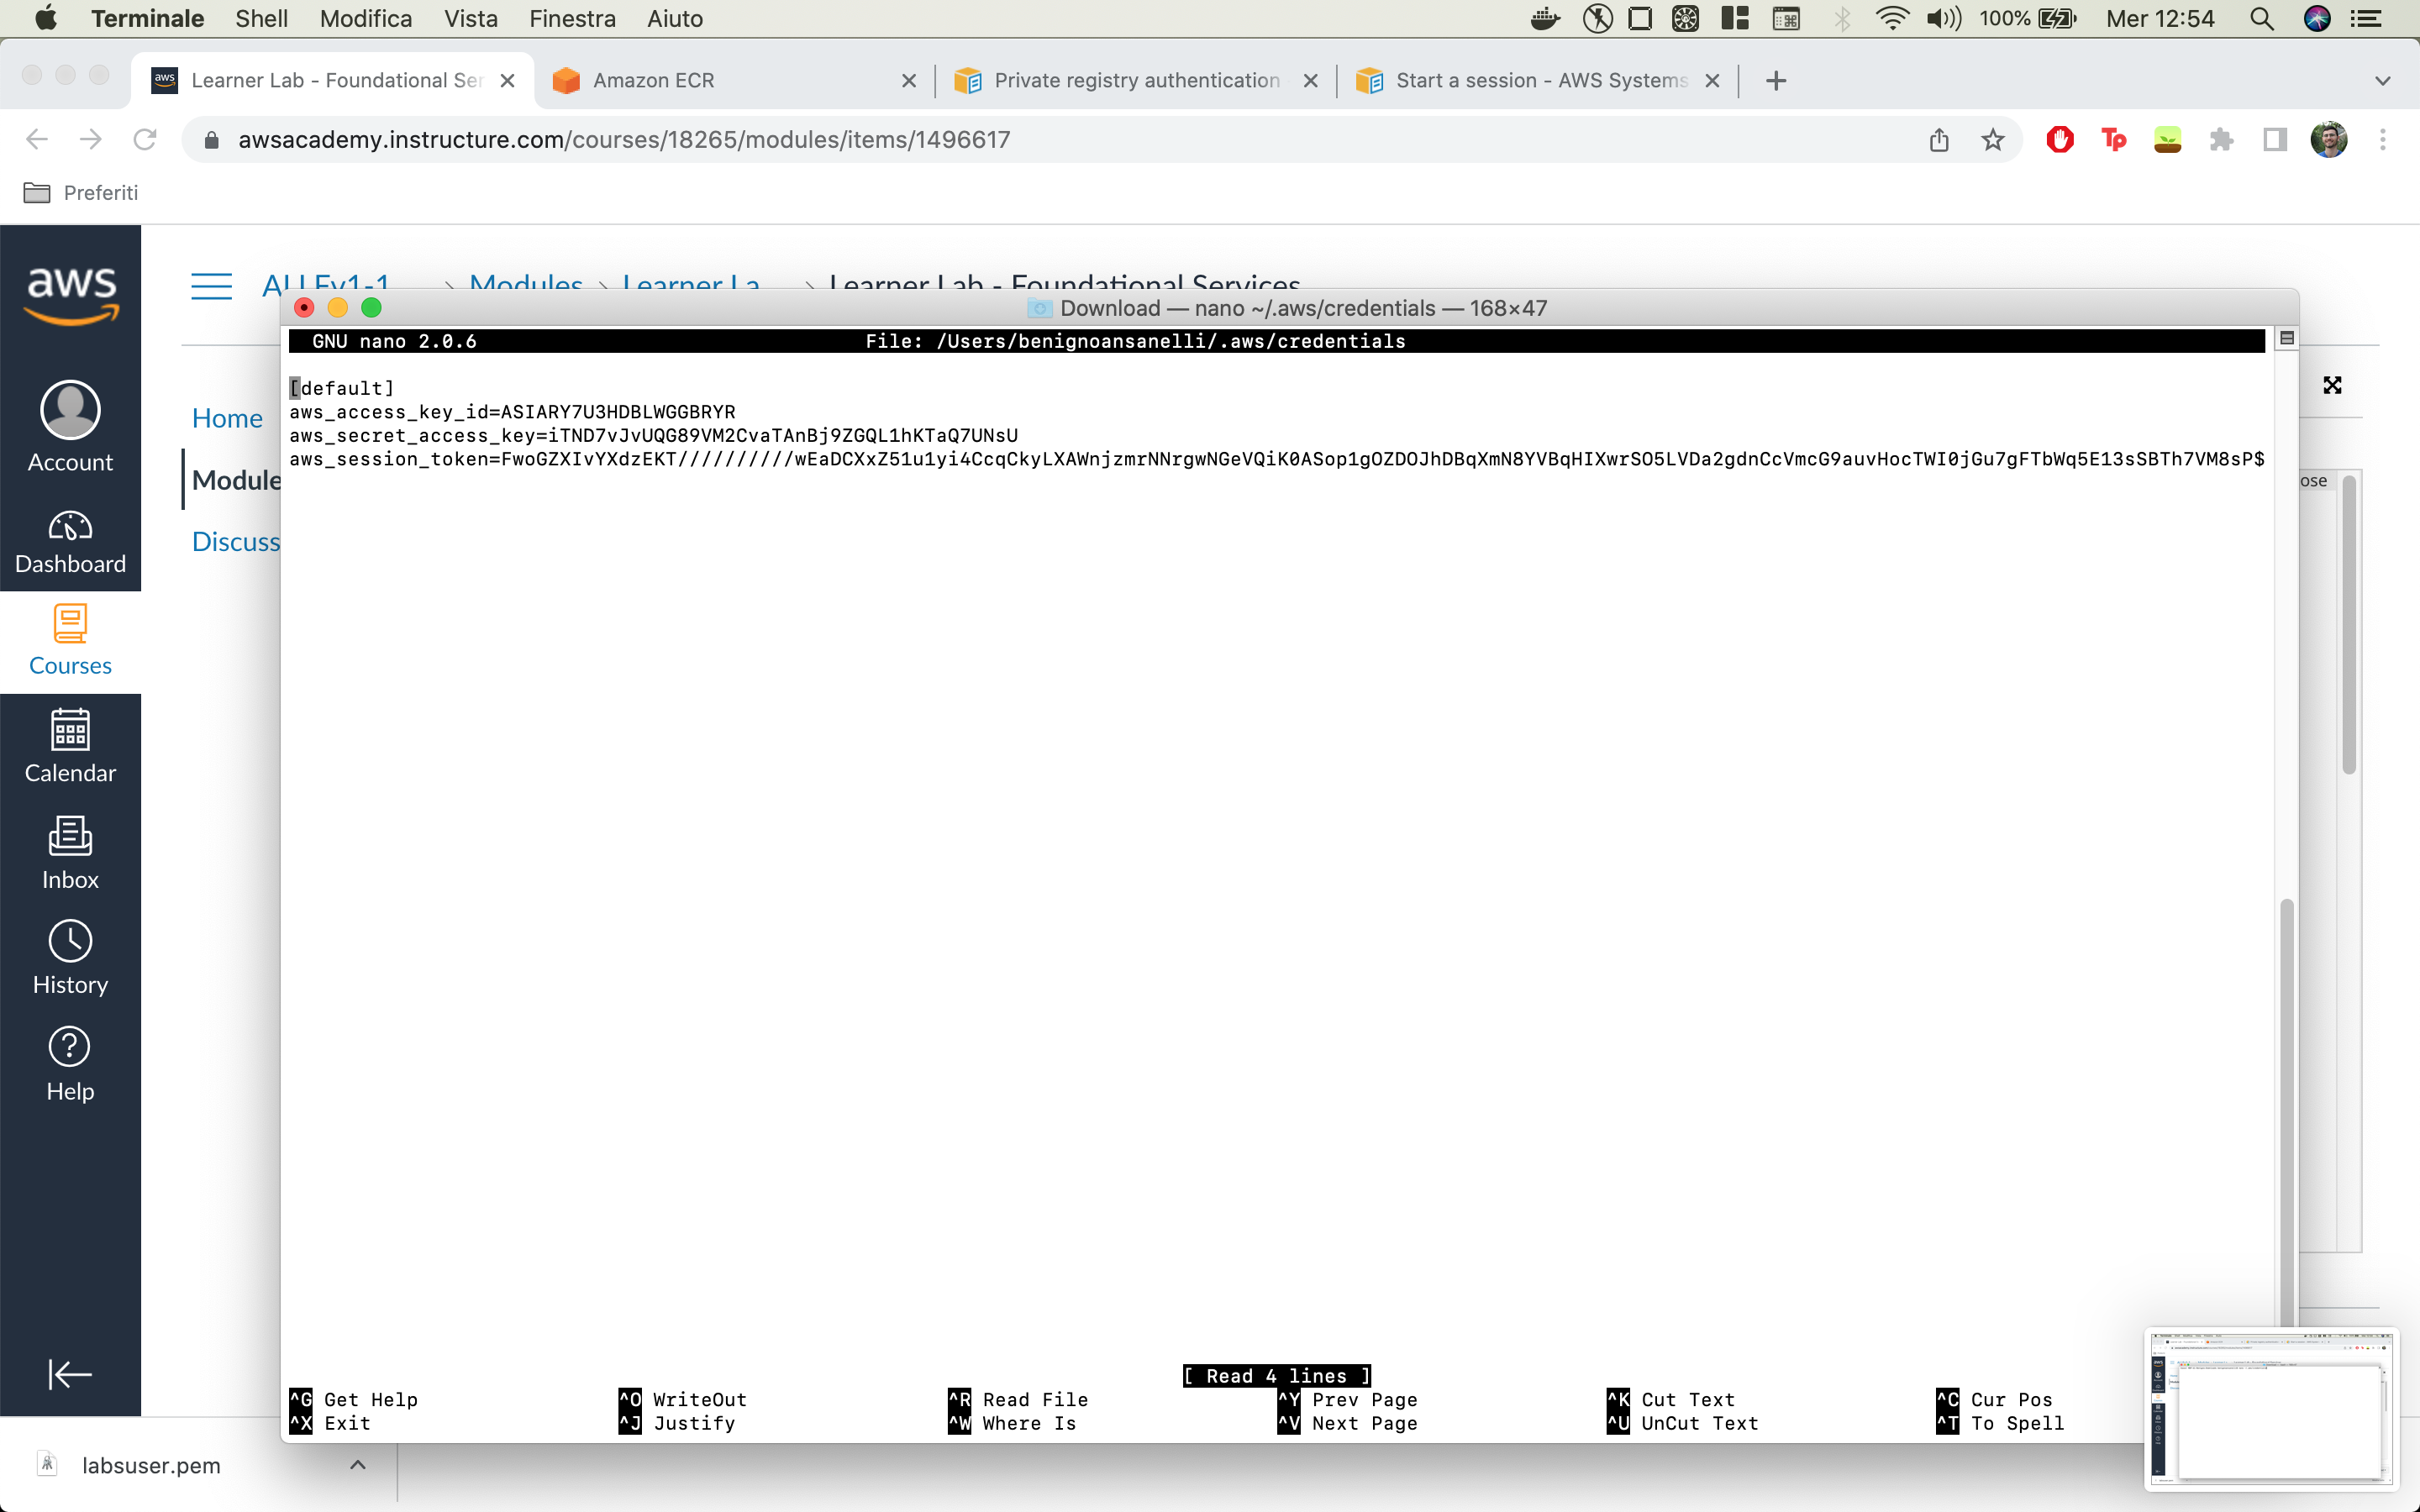 Terminale Shell Modifica Vista Finestra Aiuto 100% Mer 12:54
aws Learner Lab - Foundational Ser Amazon ECR Private registry authentication Start a session - AWS Systems
awsacademy.instructure.com/courses/18265/modules/items/1496617 Tp
Preferiti
aws
Account
Dashboard
Courses
Calendar
Inbox
History
Help
ALLFv1-1 Modules Learner La Learner Lab - Foundational Services
Home
Module
Discuss
ose
Download — nano ~/.aws/credentials — 168×47
GNU nano 2.0.6 File: /Users/benignoansanelli/.aws/credentials
[default]
aws_access_key_id=ASIARY7U3HDBLWGGBRYR
aws_secret_access_key=iTND7vJvUQG89VM2CvaTAnBj9ZGQL1hKTaQ7UNsU
aws_session_token=FwoGZXIvYXdzEKT//////////wEaDCXxZ51u1yi4CcqCkyLXAWnjzmrNNrgwNGeVQiK0ASop1gOZDOJhDBqXmN8YVBqHIXwrSO5LVDa2gdnCcVmcG9auvHocTWI0jGu7gFTbWq5E13sSBTh7VM8sP$
[ Read 4 lines ]
^G Get Help ^O WriteOut ^R Read File ^Y Prev Page ^K Cut Text ^C Cur Pos
^X Exit ^J Justify ^W Where Is ^V Next Page ^U UnCut Text ^T To Spell
labsuser.pem